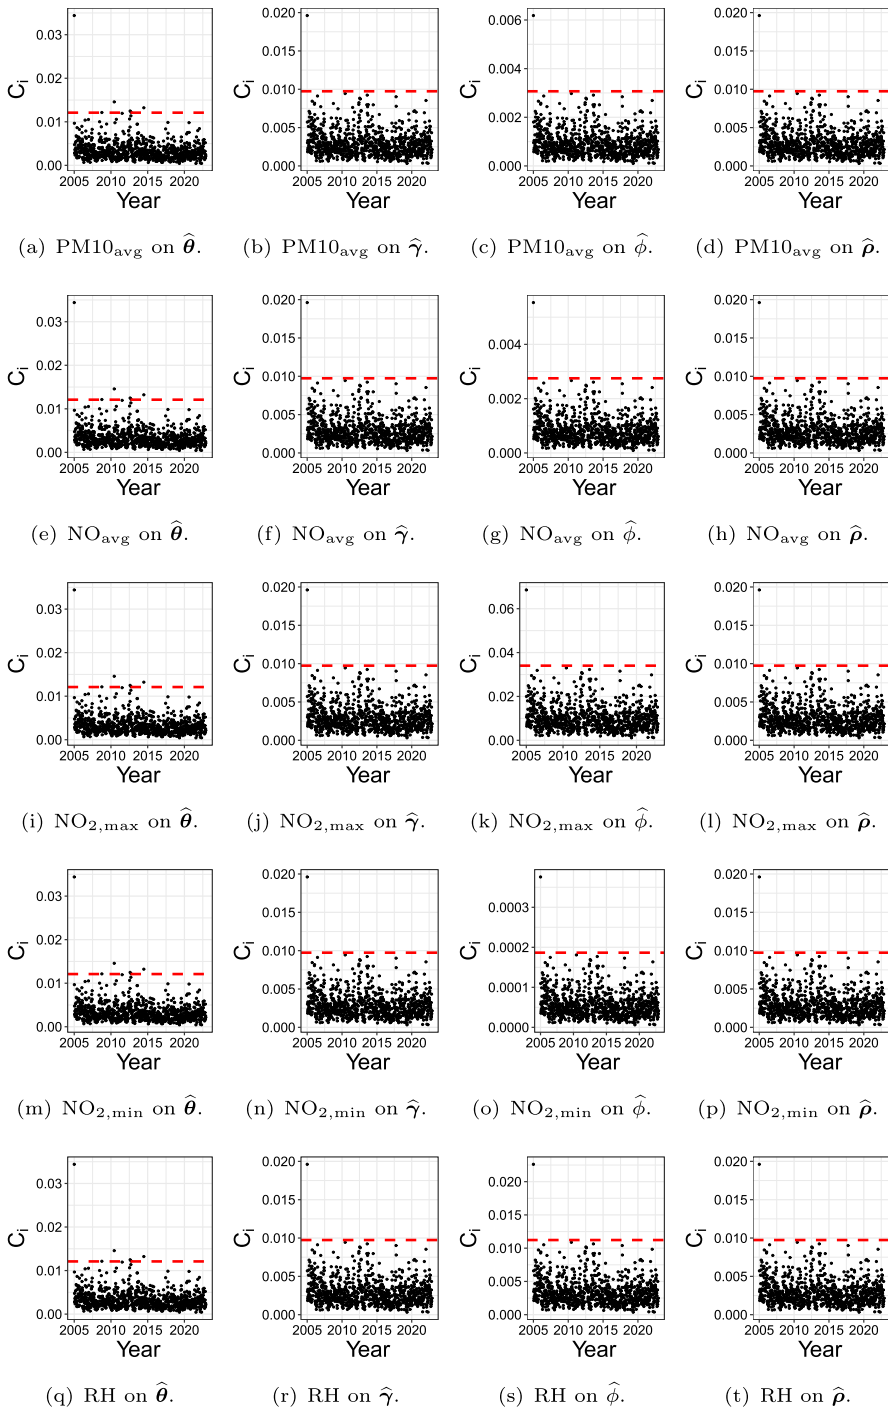 0.03
0.02
0.01
0.00
C_i
2005 2010 2015 2020
Year
(a) PM10_avg on θ̂.
0.020
0.015
0.010
0.005
0.000
C_i
2005 2010 2015 2020
Year
(b) PM10_avg on γ̂.
0.006
0.004
0.002
0.000
C_i
2005 2010 2015 2020
Year
(c) PM10_avg on ϕ̂.
0.020
0.015
0.010
0.005
0.000
C_i
2005 2010 2015 2020
Year
(d) PM10_avg on ρ̂.
0.03
0.02
0.01
0.00
C_i
2005 2010 2015 2020
Year
(e) NO_avg on θ̂.
0.020
0.015
0.010
0.005
0.000
C_i
2005 2010 2015 2020
Year
(f) NO_avg on γ̂.
0.004
0.002
0.000
C_i
2005 2010 2015 2020
Year
(g) NO_avg on ϕ̂.
0.020
0.015
0.010
0.005
0.000
C_i
2005 2010 2015 2020
Year
(h) NO_avg on ρ̂.
0.03
0.02
0.01
0.00
C_i
2005 2010 2015 2020
Year
(i) NO_2,max on θ̂.
0.020
0.015
0.010
0.005
0.000
C_i
2005 2010 2015 2020
Year
(j) NO_2,max on γ̂.
0.06
0.04
0.02
0.00
C_i
2005 2010 2015 2020
Year
(k) NO_2,max on ϕ̂.
0.020
0.015
0.010
0.005
0.000
C_i
2005 2010 2015 2020
Year
(l) NO_2,max on ρ̂.
0.03
0.02
0.01
0.00
C_i
2005 2010 2015 2020
Year
(m) NO_2,min on θ̂.
0.020
0.015
0.010
0.005
0.000
C_i
2005 2010 2015 2020
Year
(n) NO_2,min on γ̂.
0.0003
0.0002
0.0001
0.0000
C_i
2005 2010 2015 2020
Year
(o) NO_2,min on ϕ̂.
0.020
0.015
0.010
0.005
0.000
C_i
2005 2010 2015 2020
Year
(p) NO_2,min on ρ̂.
0.03
0.02
0.01
0.00
C_i
2005 2010 2015 2020
Year
(q) RH on θ̂.
0.020
0.015
0.010
0.005
0.000
C_i
2005 2010 2015 2020
Year
(r) RH on γ̂.
0.020
0.015
0.010
0.005
0.000
C_i
2005 2010 2015 2020
Year
(s) RH on ϕ̂.
0.020
0.015
0.010
0.005
0.000
C_i
2005 2010 2015 2020
Year
(t) RH on ρ̂.